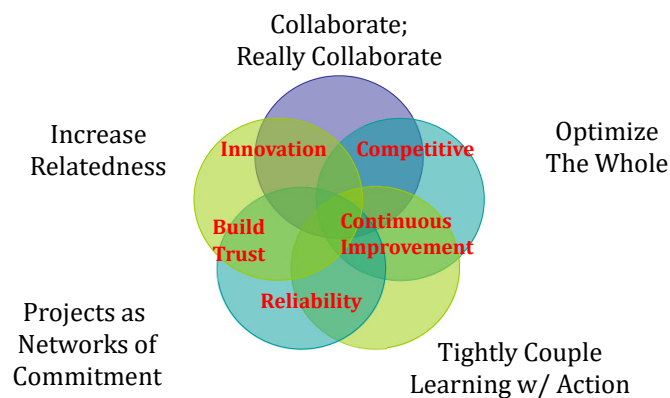 Collaborate;
Really Collaborate
Increase
Relatedness
Optimize
The Whole
Innovation
Competitive
Build
Trust
Continuous
Improvement
Reliability
Projects as
Networks of
Commitment
Tightly Couple
Learning w/ Action